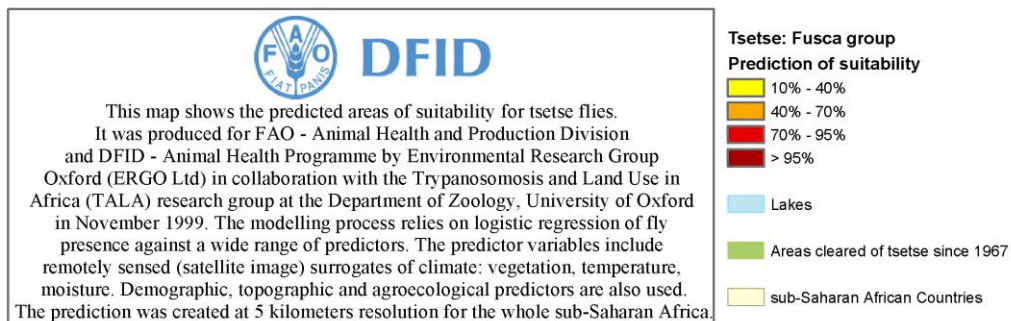 FAO
FIAT PANIS
DFID
This map shows the predicted areas of suitability for tsetse flies.
It was produced for FAO - Animal Health and Production Division
and DFID - Animal Health Programme by Environmental Research Group
Oxford (ERGO Ltd) in collaboration with the Trypanosomosis and Land Use in
Africa (TALA) research group at the Department of Zoology, University of Oxford
in November 1999. The modelling process relies on logistic regression of fly
presence against a wide range of predictors. The predictor variables include
remotely sensed (satellite image) surrogates of climate: vegetation, temperature,
moisture. Demographic, topographic and agroecological predictors are also used.
The prediction was created at 5 kilometers resolution for the whole sub-Saharan Africa.
Tsetse: Fusca group
Prediction of suitability
10% - 40%
40% - 70%
70% - 95%
> 95%
Lakes
Areas cleared of tsetse since 1967
sub-Saharan African Countries